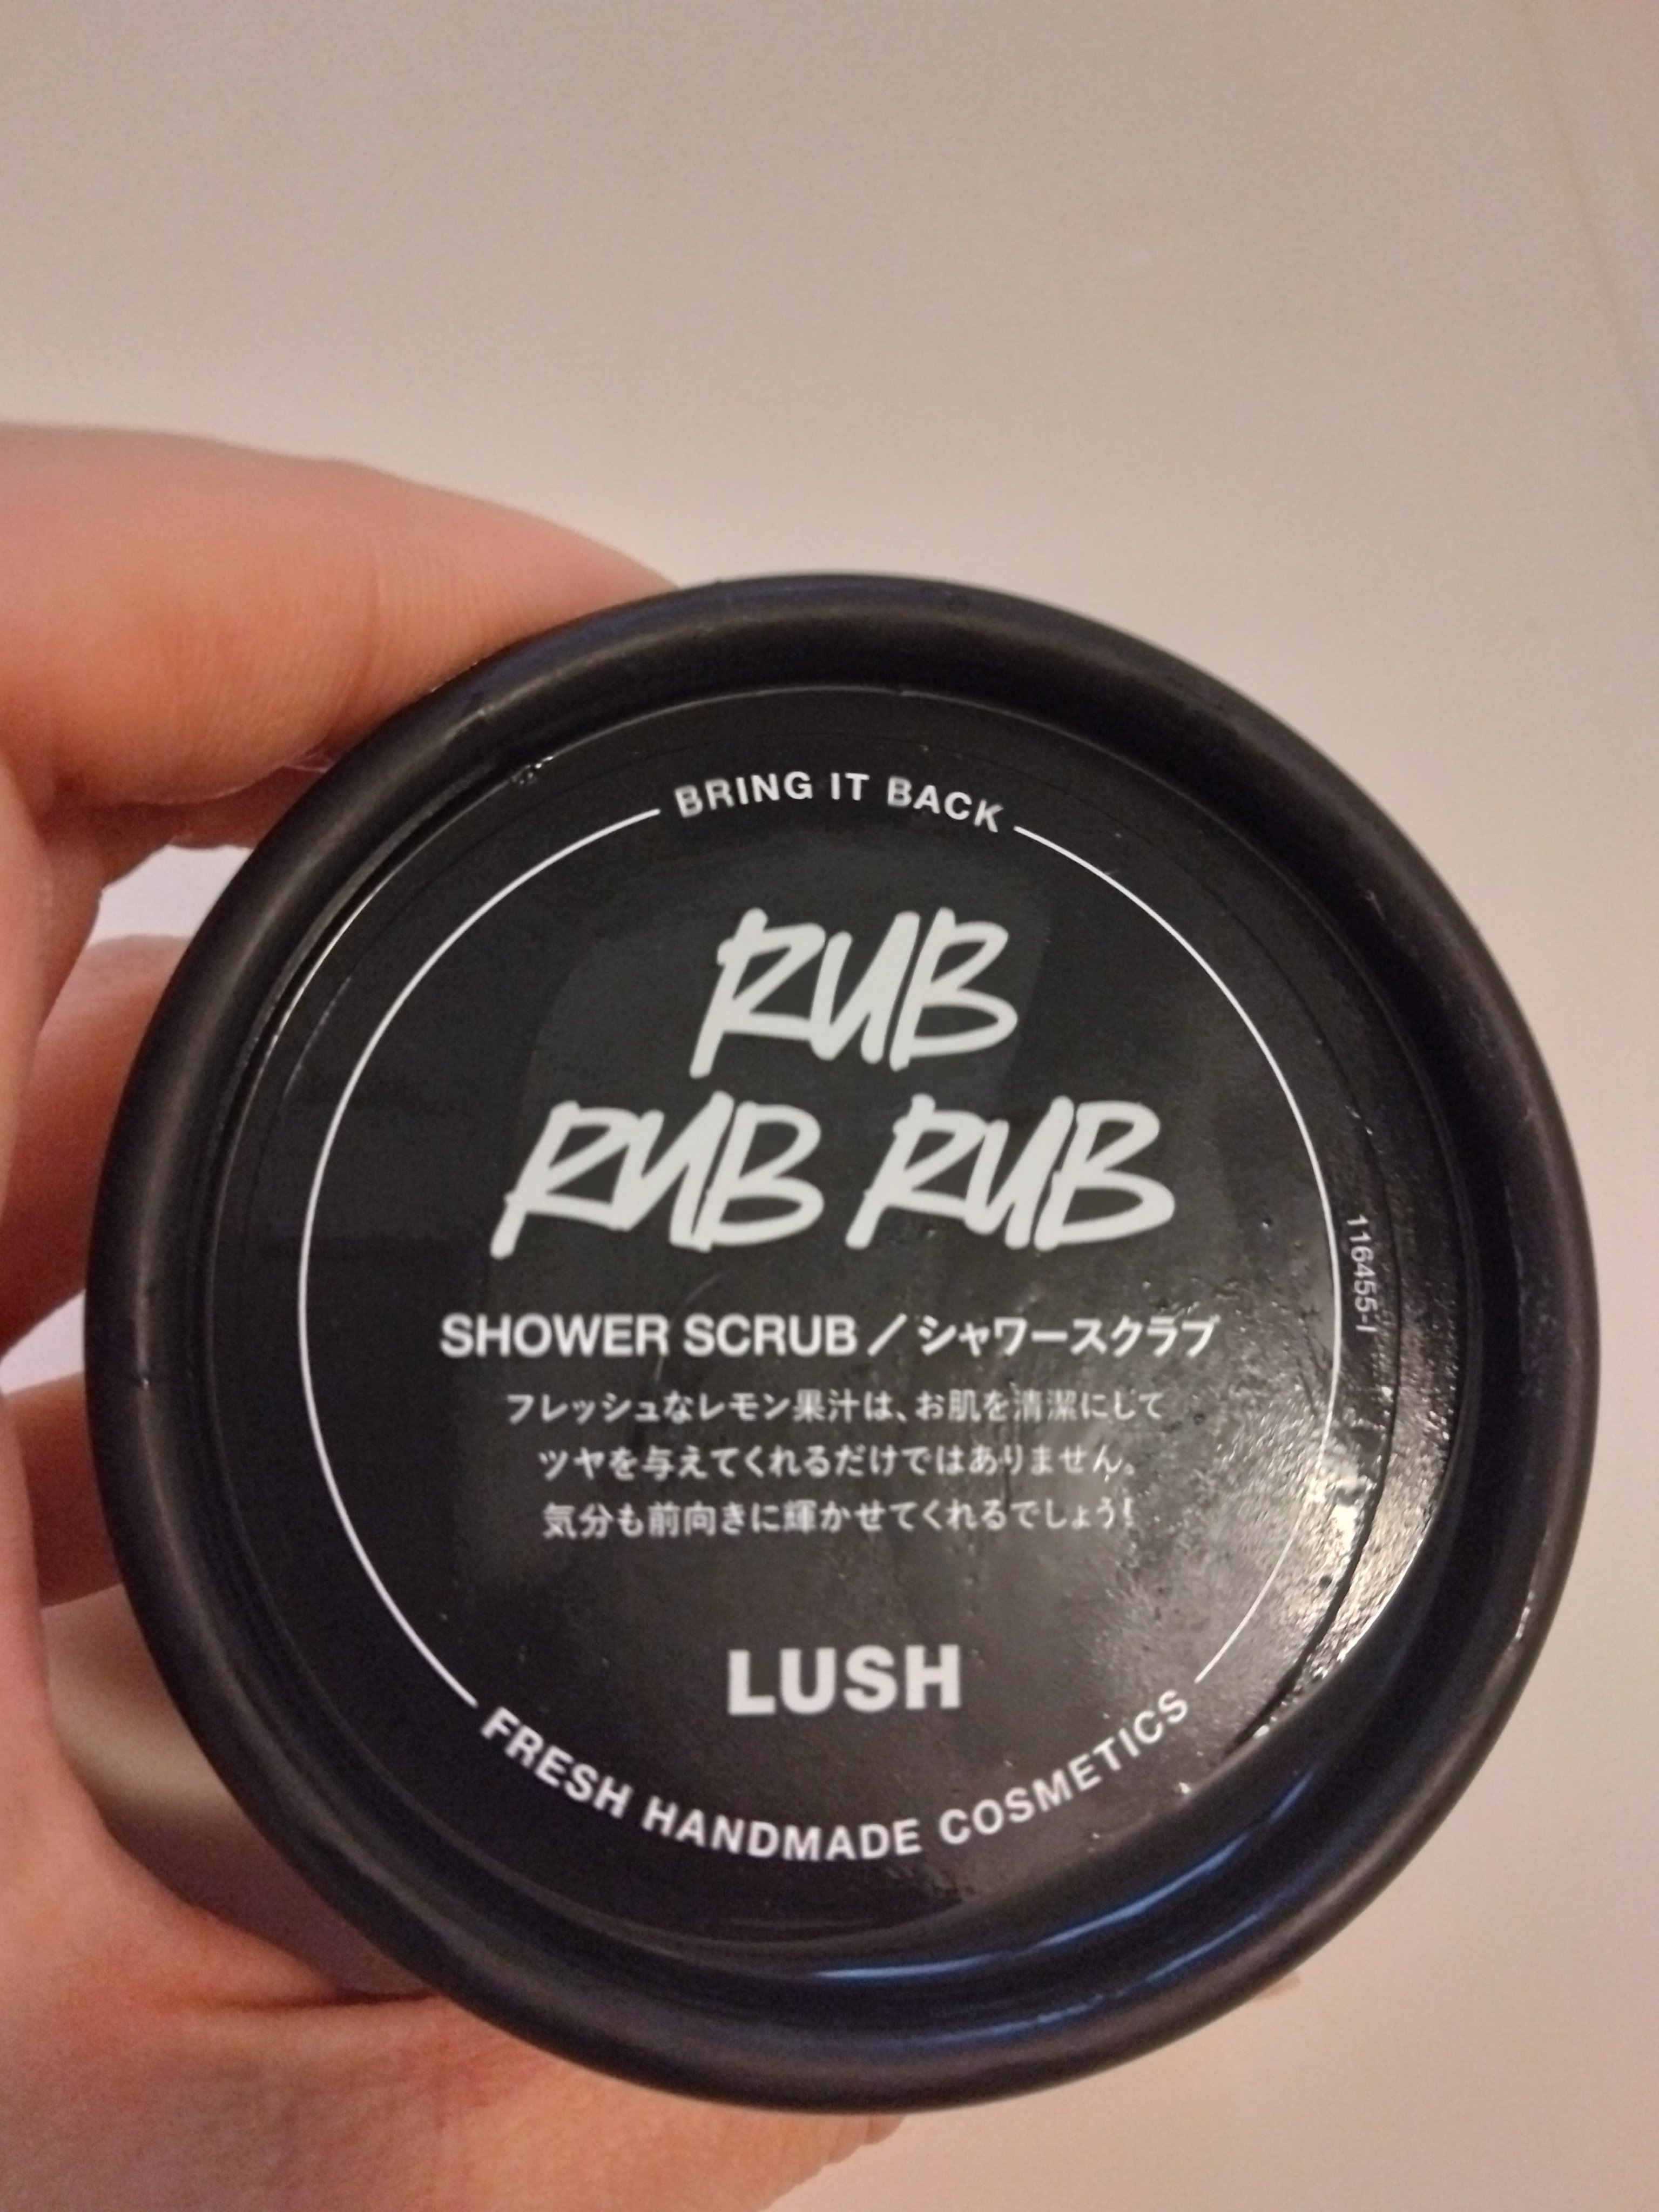 BRING IT BACK
RUB
RUB RUB
SHOWER SCRUB／シャワースクラブ
フレッシュなレモン果汁は、お肌を清潔にして
ツヤを与えてくれるだけではありません。
気分も前向きに輝かせてくれるでしょう!
LUSH
FRESH HANDMADE COSMETICS
116455-I